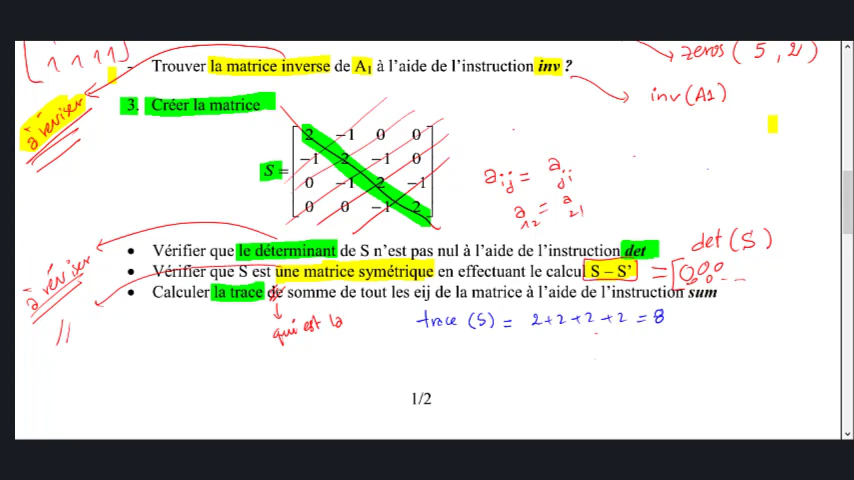 1 1 1 1 ]
→ zeros ( 5 , 2 )
- Trouver la matrice inverse de A1 à l'aide de l'instruction inv ?
inv (A1)
à réviser
3. Créer la matrice
2 -1 0 0
-1 2 -1 0
S =
0 -1 2 -1
0 0 -1 2
aij = aji
a12 = a21
det (S)
• Vérifier que le déterminant de S n'est pas nul à l'aide de l'instruction det
• Vérifier que S est une matrice symétrique en effectuant le calcul S – S' = [ 0 0 0
à réviser
• Calculer la trace de somme de tout les eij de la matrice à l'aide de l'instruction sum
qui est la
trace (S) = 2+2+2+2 = 8
//
1/2